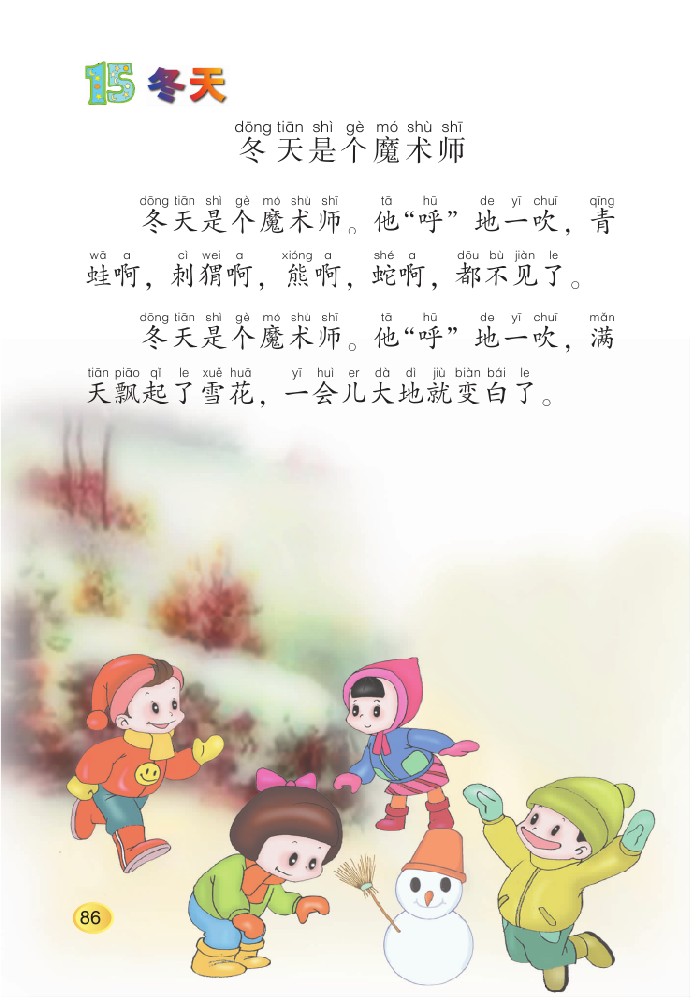 15 冬天
dōng tiān shì gè mó shù shī
冬天是个魔术师
dōng tiān shì gè mó shù shī tā hū de yī chuī qīng
冬天是个魔术师。他“呼”地一吹，青
wā a cì wei a xióng a shé a dōu bù jiàn le
蛙啊，刺猬啊，熊啊，蛇啊，都不见了。
dōng tiān shì gè mó shù shī tā hū de yī chuī mǎn
冬天是个魔术师。他“呼”地一吹，满
tiān piāo qǐ le xuě huā yī huì er dà dì jiù biàn bái le
天飘起了雪花，一会儿大地就变白了。
86